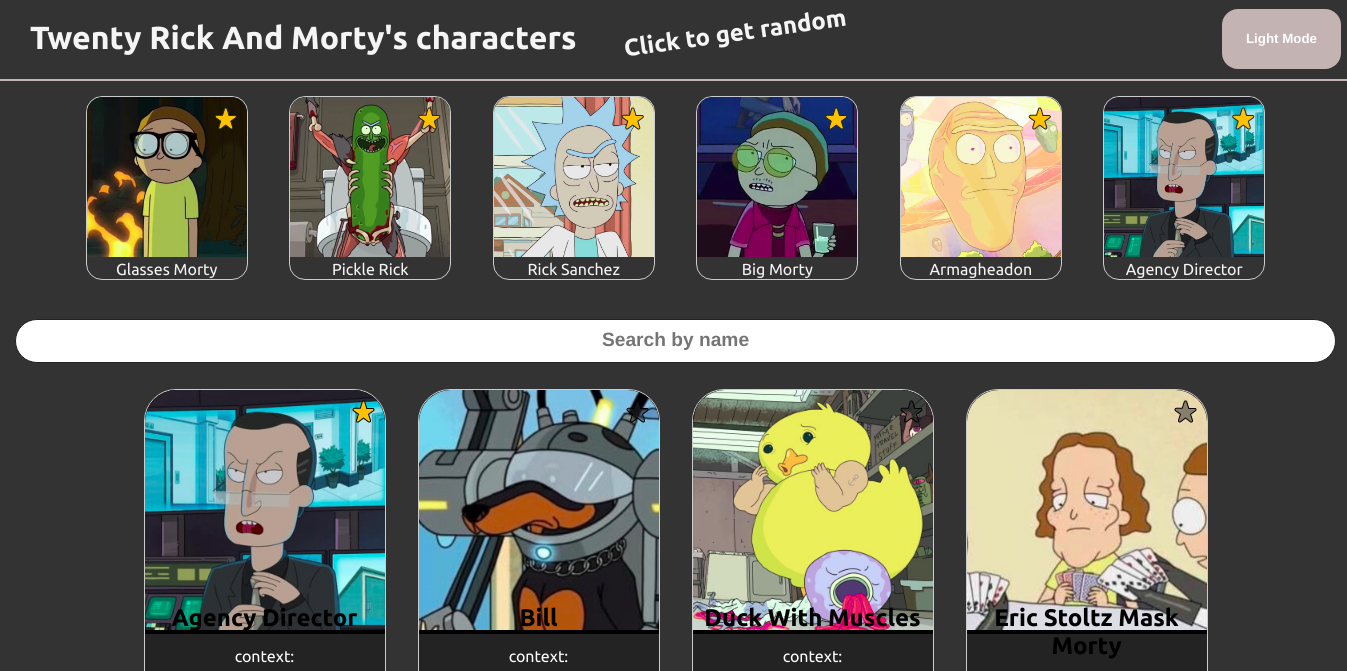 Twenty Rick And Morty's characters
Click to get random
Light Mode
Glasses Morty
Pickle Rick
Rick Sanchez
Big Morty
Armagheadon
Agency Director
Search by name
Agency Director
Bill
Duck With Muscles
Eric Stoltz Mask
Morty
context:
context:
context: